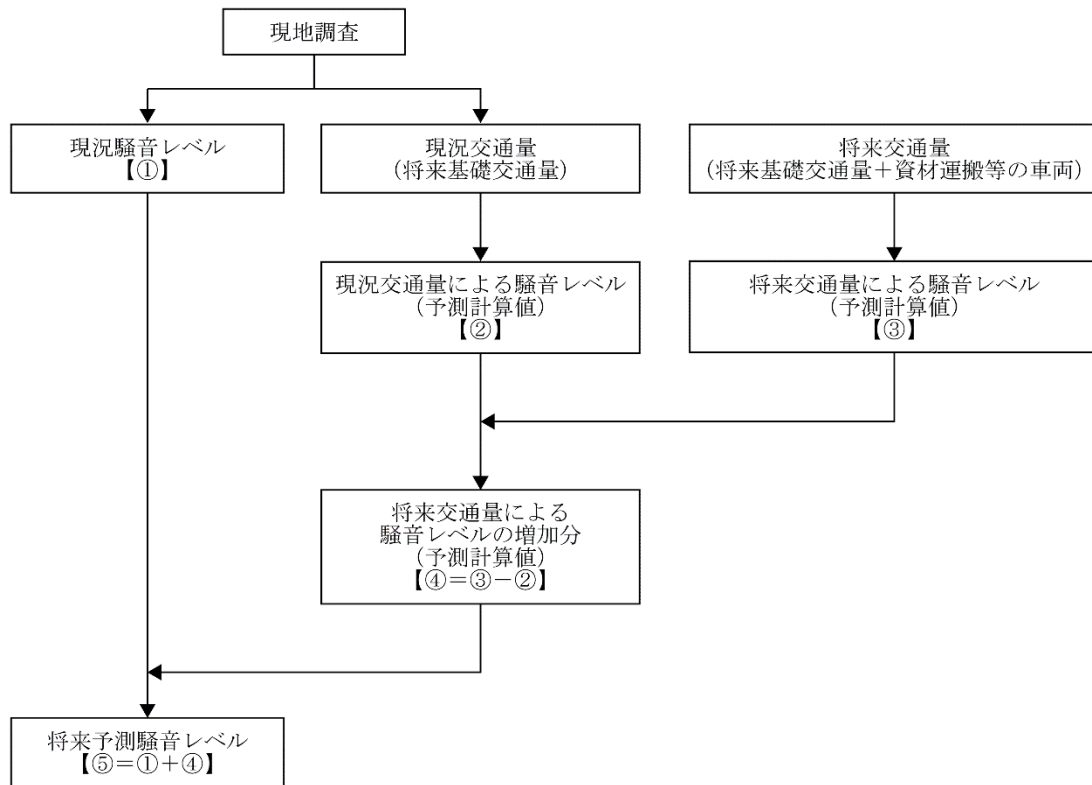 現地調査
現況騒音レベル
【①】
現況交通量
(将来基礎交通量)
将来交通量
(将来基礎交通量＋資材運搬等の車両)
現況交通量による騒音レベル
(予測計算値)
【②】
将来交通量による騒音レベル
(予測計算値)
【③】
将来交通量による
騒音レベルの増加分
(予測計算値)
【④＝③－②】
将来予測騒音レベル
【⑤＝①＋④】